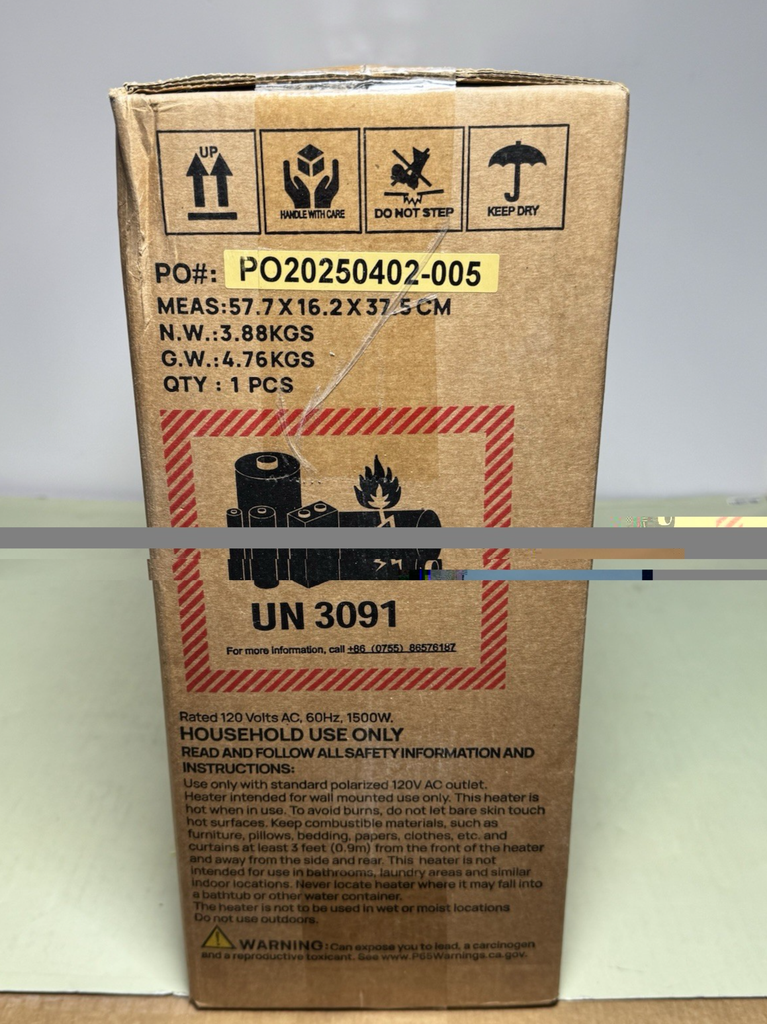 UP
HANDLE WITH CARE
DO NOT STEP
KEEP DRY
PO#: PO20250402-005
MEAS:57.7 X 16.2 X 37.5 CM
N.W.:3.88KGS
G.W.:4.76KGS
QTY : 1 PCS
UN 3091
For more information, call +86 (0755) 86576187
Rated 120 Volts AC, 60Hz, 1500W.
HOUSEHOLD USE ONLY
READ AND FOLLOW ALL SAFETY INFORMATION AND
INSTRUCTIONS:
Use only with standard polarized 120V AC outlet.
Heater intended for wall mounted use only. This heater is
hot when in use. To avoid burns, do not let bare skin touch
hot surfaces. Keep combustible materials, such as
furniture, pillows, bedding, papers, clothes, etc. and
curtains at least 3 feet (0.9m) from the front of the heater
and away from the side and rear. This heater is not
intended for use in bathrooms, laundry areas and similar
indoor locations. Never locate heater where it may fall into
a bathtub or other water container.
The heater is not to be used in wet or moist locations
Do not use outdoors.
WARNING: Can expose you to lead, a carcinogen
and a reproductive toxicant. See www.P65Warnings.ca.gov.